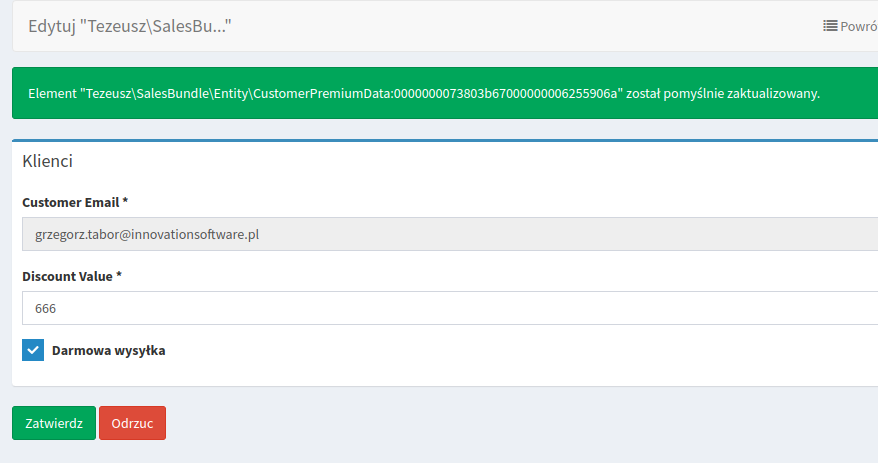 Edytuj "Tezeusz\SalesBu..."
Powró
Element "Tezeusz\SalesBundle\Entity\CustomerPremiumData:0000000073803b67000000006255906a" został pomyślnie zaktualizowany.
Klienci
Customer Email *
grzegorz.tabor@innovationsoftware.pl
Discount Value *
666
Darmowa wysyłka
Zatwierdz
Odrzuc